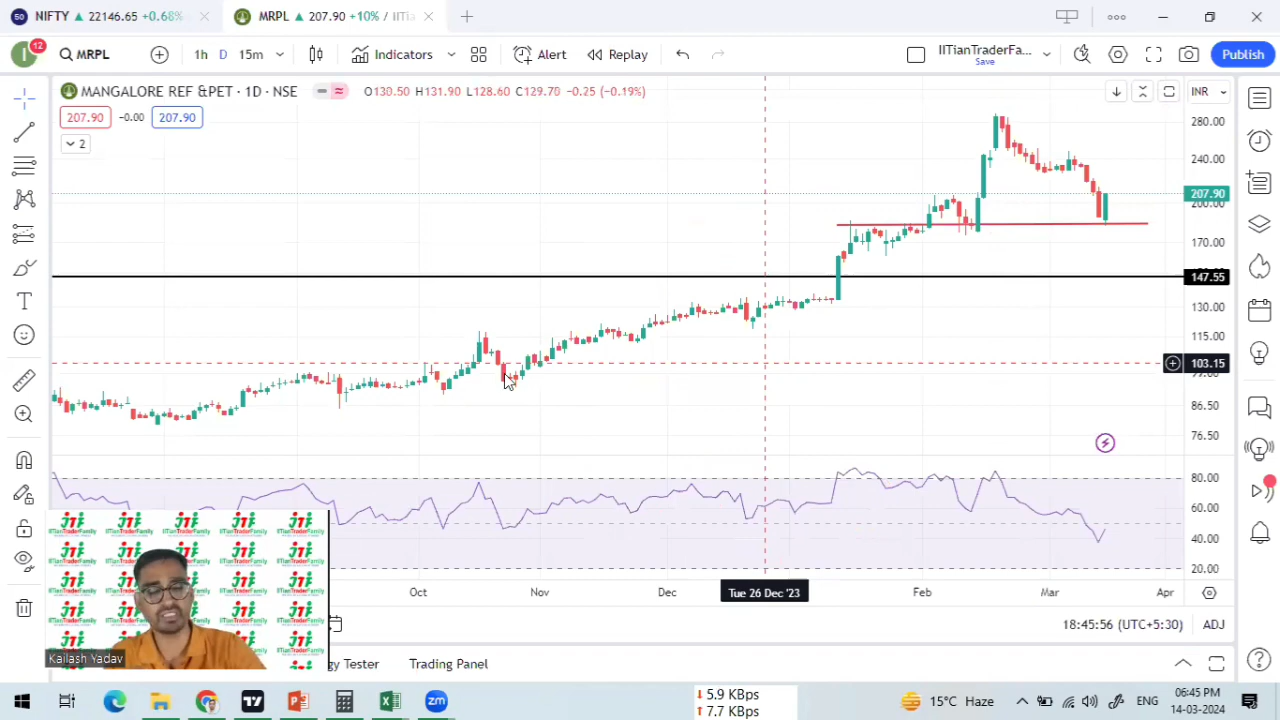 50 NIFTY ▲ 22146.65 +0.68% ×
MRPL ▲ 207.90 +10% / IITia ×
12
MRPL
1h D 15m
Indicators
Alert
Replay
IITianTraderFa...
Save
Publish
MANGALORE REF &PET · 1D · NSE
O130.50 H131.90 L128.60 C129.70 -0.25 (-0.19%)
INR
207.90 -0.00 207.90
2
280.00
240.00
207.90
200.00
170.00
147.55
130.00
115.00
103.15
86.50
76.50
80.00
60.00
40.00
20.00
Oct Nov Dec Tue 26 Dec '23 Feb Mar Apr
18:45:56 (UTC+5:30) ADJ
gy Tester
Trading Panel
IITianTraderFamily
Kailash Yadav
5.9 KBps
7.7 KBps
15°C Haze
ENG
06:45 PM
14-03-2024